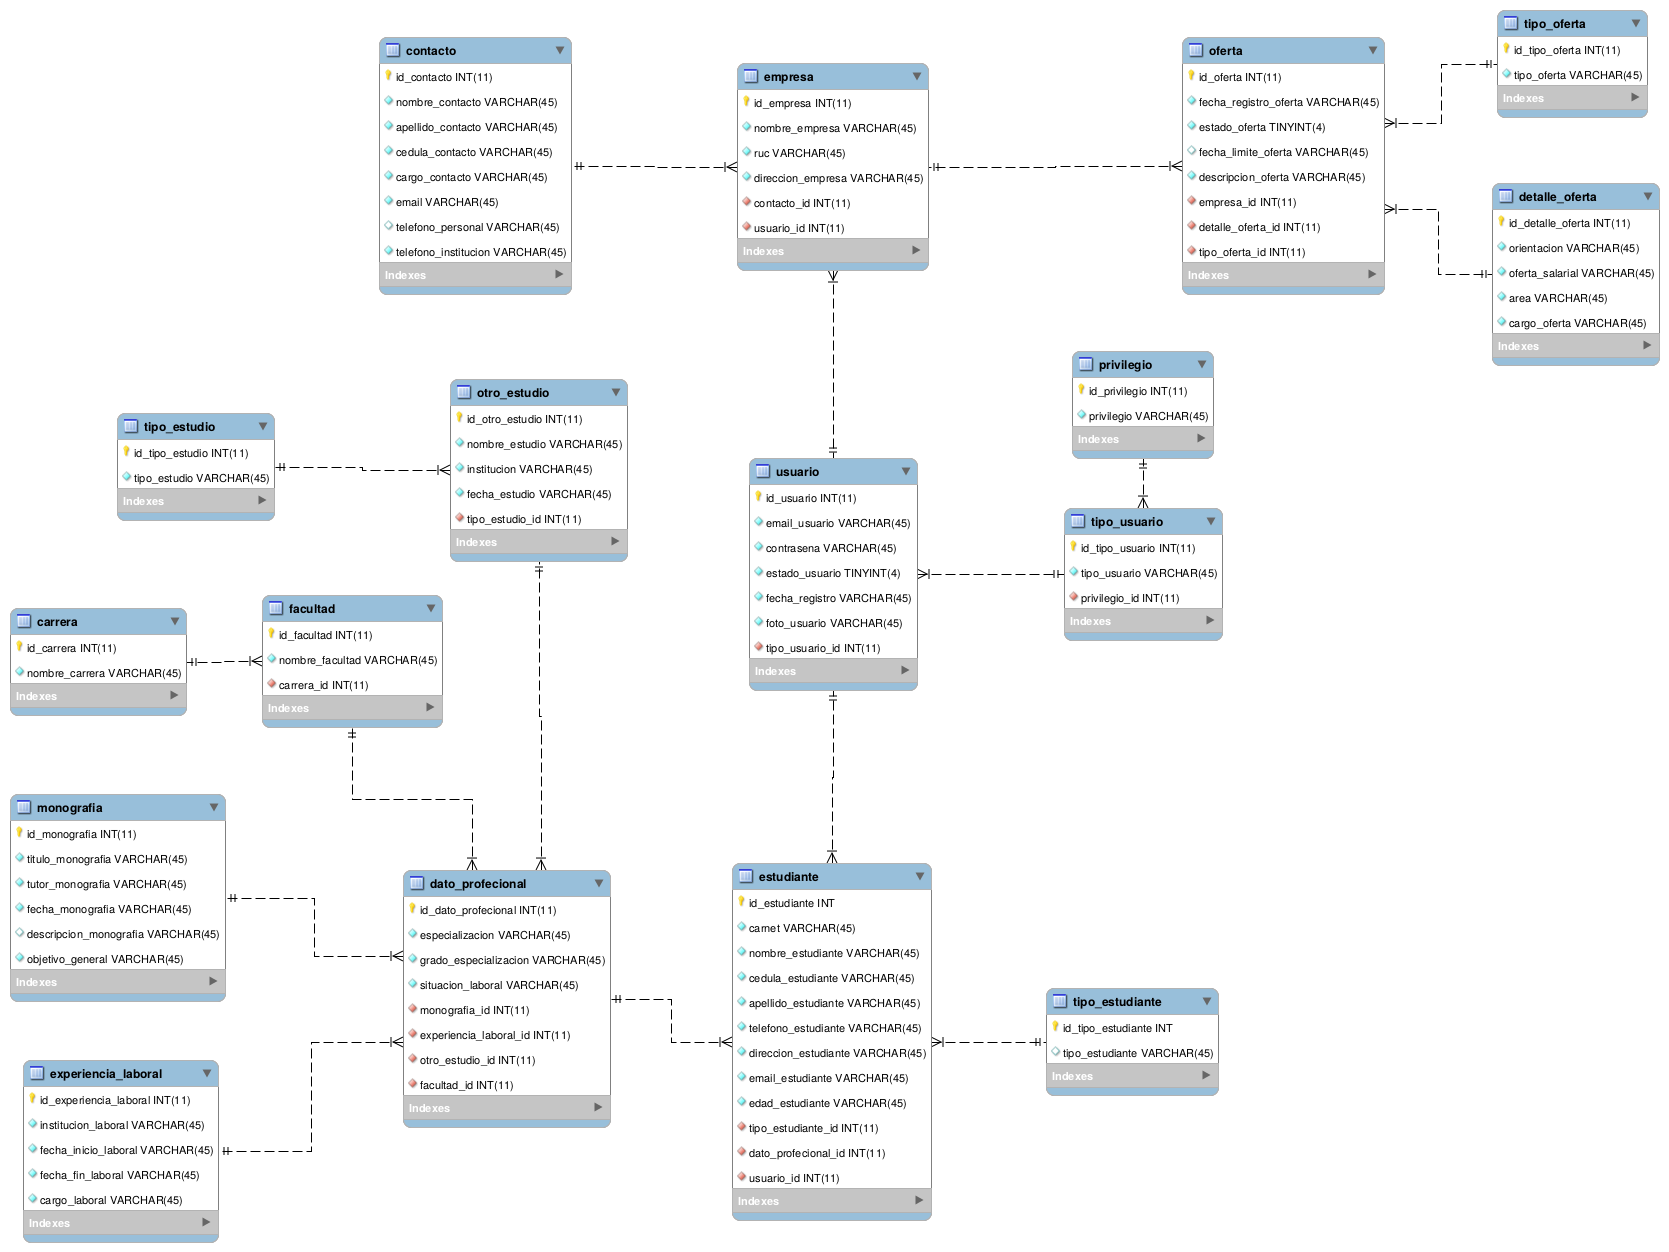 contacto
id_contacto INT(11)
nombre_contacto VARCHAR(45)
apellido_contacto VARCHAR(45)
cedula_contacto VARCHAR(45)
cargo_contacto VARCHAR(45)
email VARCHAR(45)
telefono_personal VARCHAR(45)
telefono_institucion VARCHAR(45)
Indexes
empresa
id_empresa INT(11)
nombre_empresa VARCHAR(45)
ruc VARCHAR(45)
direccion_empresa VARCHAR(45)
contacto_id INT(11)
usuario_id INT(11)
Indexes
oferta
id_oferta INT(11)
fecha_registro_oferta VARCHAR(45)
estado_oferta TINYINT(4)
fecha_limite_oferta VARCHAR(45)
descripcion_oferta VARCHAR(45)
empresa_id INT(11)
detalle_oferta_id INT(11)
tipo_oferta_id INT(11)
Indexes
tipo_oferta
id_tipo_oferta INT(11)
tipo_oferta VARCHAR(45)
Indexes
detalle_oferta
id_detalle_oferta INT(11)
orientacion VARCHAR(45)
oferta_salarial VARCHAR(45)
area VARCHAR(45)
cargo_oferta VARCHAR(45)
Indexes
privilegio
id_privilegio INT(11)
privilegio VARCHAR(45)
Indexes
tipo_estudio
id_tipo_estudio INT(11)
tipo_estudio VARCHAR(45)
Indexes
otro_estudio
id_otro_estudio INT(11)
nombre_estudio VARCHAR(45)
institucion VARCHAR(45)
fecha_estudio VARCHAR(45)
tipo_estudio_id INT(11)
Indexes
usuario
id_usuario INT(11)
email_usuario VARCHAR(45)
contrasena VARCHAR(45)
estado_usuario TINYINT(4)
fecha_registro VARCHAR(45)
foto_usuario VARCHAR(45)
tipo_usuario_id INT(11)
Indexes
tipo_usuario
id_tipo_usuario INT(11)
tipo_usuario VARCHAR(45)
privilegio_id INT(11)
Indexes
carrera
id_carrera INT(11)
nombre_carrera VARCHAR(45)
Indexes
facultad
id_facultad INT(11)
nombre_facultad VARCHAR(45)
carrera_id INT(11)
Indexes
monografia
id_monografia INT(11)
titulo_monografia VARCHAR(45)
tutor_monografia VARCHAR(45)
fecha_monografia VARCHAR(45)
descripcion_monografia VARCHAR(45)
objetivo_general VARCHAR(45)
Indexes
dato_profecional
id_dato_profecional INT(11)
especializacion VARCHAR(45)
grado_especializacion VARCHAR(45)
situacion_laboral VARCHAR(45)
monografia_id INT(11)
experiencia_laboral_id INT(11)
otro_estudio_id INT(11)
facultad_id INT(11)
Indexes
estudiante
id_estudiante INT
carnet VARCHAR(45)
nombre_estudiante VARCHAR(45)
cedula_estudiante VARCHAR(45)
apellido_estudiante VARCHAR(45)
telefono_estudiante VARCHAR(45)
direccion_estudiante VARCHAR(45)
email_estudiante VARCHAR(45)
edad_estudiante VARCHAR(45)
tipo_estudiante_id INT(11)
dato_profecional_id INT(11)
usuario_id INT(11)
Indexes
tipo_estudiante
id_tipo_estudiante INT
tipo_estudiante VARCHAR(45)
Indexes
experiencia_laboral
id_experiencia_laboral INT(11)
institucion_laboral VARCHAR(45)
fecha_inicio_laboral VARCHAR(45)
fecha_fin_laboral VARCHAR(45)
cargo_laboral VARCHAR(45)
Indexes